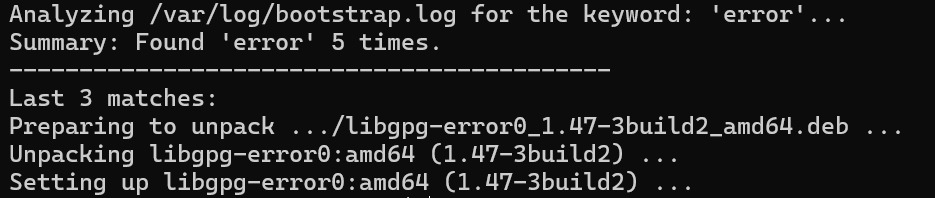 Analyzing /var/log/bootstrap.log for the keyword: 'error'...
Summary: Found 'error' 5 times.
-------------------------------------------
Last 3 matches:
Preparing to unpack .../libgpg-error0_1.47-3build2_amd64.deb ...
Unpacking libgpg-error0:amd64 (1.47-3build2) ...
Setting up libgpg-error0:amd64 (1.47-3build2) ...